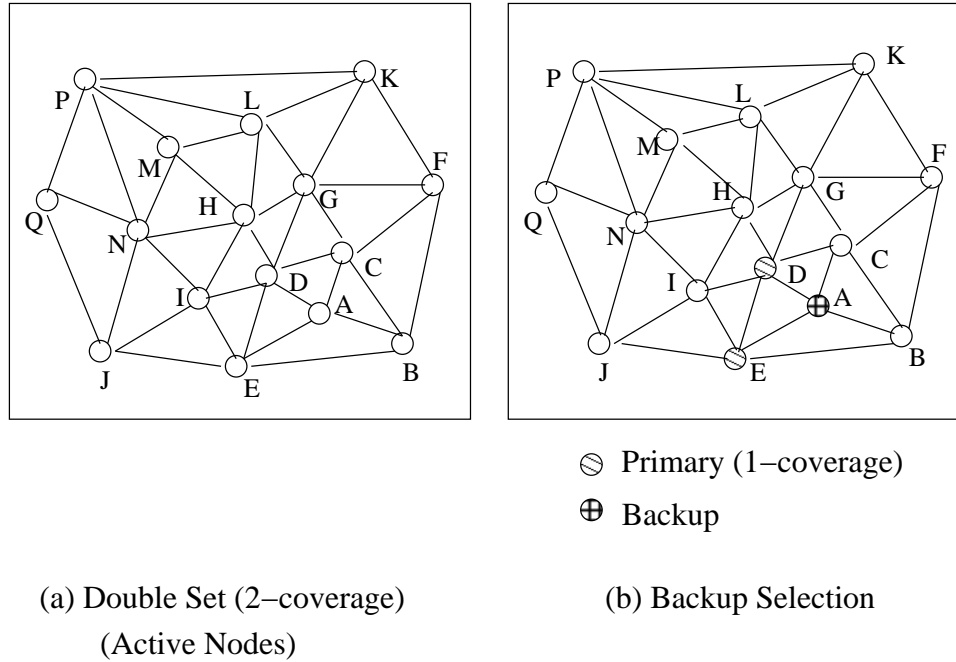 K
P
L
M
F
G
H
Q
N
C
D
I
A
J
E
B
K
P
L
M
F
H
G
Q
N
C
D
I
A
J
E
B
Primary (1−coverage)
Backup
(a) Double Set (2−coverage)
(Active Nodes)
(b) Backup Selection